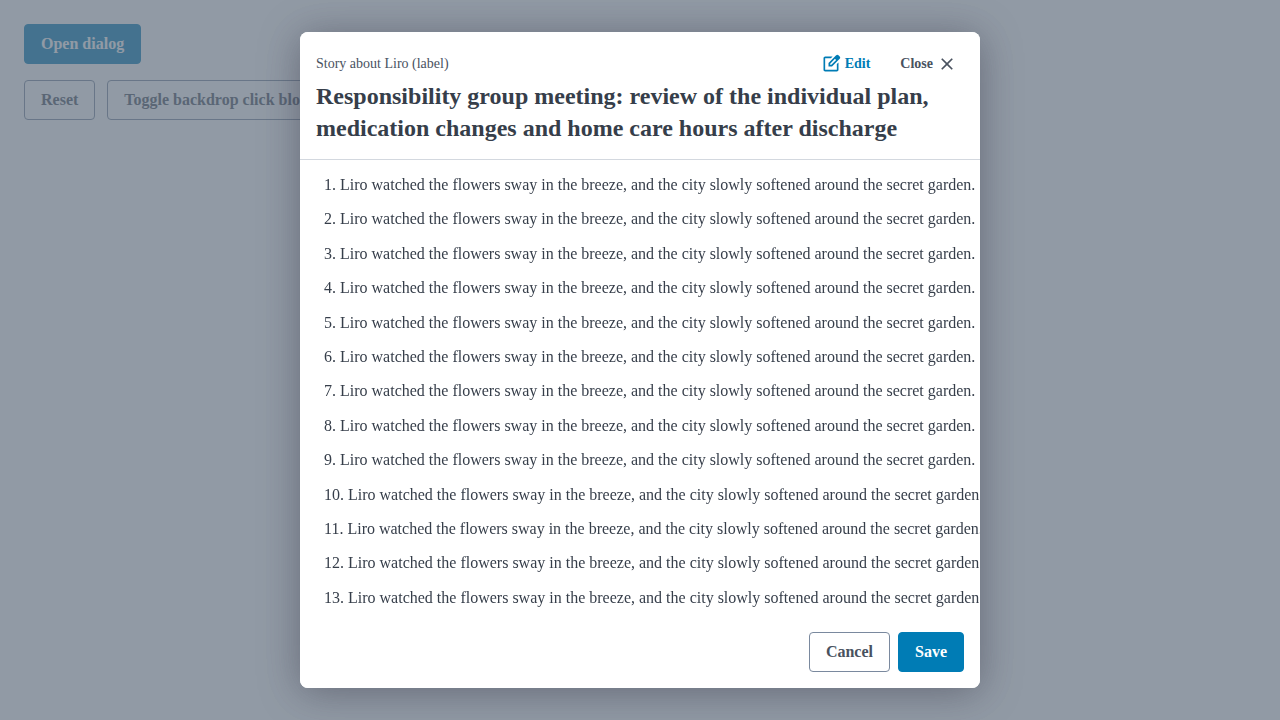 Open dialog
Reset
Toggle backdrop click blo
Story about Liro (label)
Edit
Close
Responsibility group meeting: review of the individual plan,
medication changes and home care hours after discharge
1. Liro watched the flowers sway in the breeze, and the city slowly softened around the secret garden.
2. Liro watched the flowers sway in the breeze, and the city slowly softened around the secret garden.
3. Liro watched the flowers sway in the breeze, and the city slowly softened around the secret garden.
4. Liro watched the flowers sway in the breeze, and the city slowly softened around the secret garden.
5. Liro watched the flowers sway in the breeze, and the city slowly softened around the secret garden.
6. Liro watched the flowers sway in the breeze, and the city slowly softened around the secret garden.
7. Liro watched the flowers sway in the breeze, and the city slowly softened around the secret garden.
8. Liro watched the flowers sway in the breeze, and the city slowly softened around the secret garden.
9. Liro watched the flowers sway in the breeze, and the city slowly softened around the secret garden.
10. Liro watched the flowers sway in the breeze, and the city slowly softened around the secret garden
11. Liro watched the flowers sway in the breeze, and the city slowly softened around the secret garden
12. Liro watched the flowers sway in the breeze, and the city slowly softened around the secret garden
13. Liro watched the flowers sway in the breeze, and the city slowly softened around the secret garden
Cancel
Save